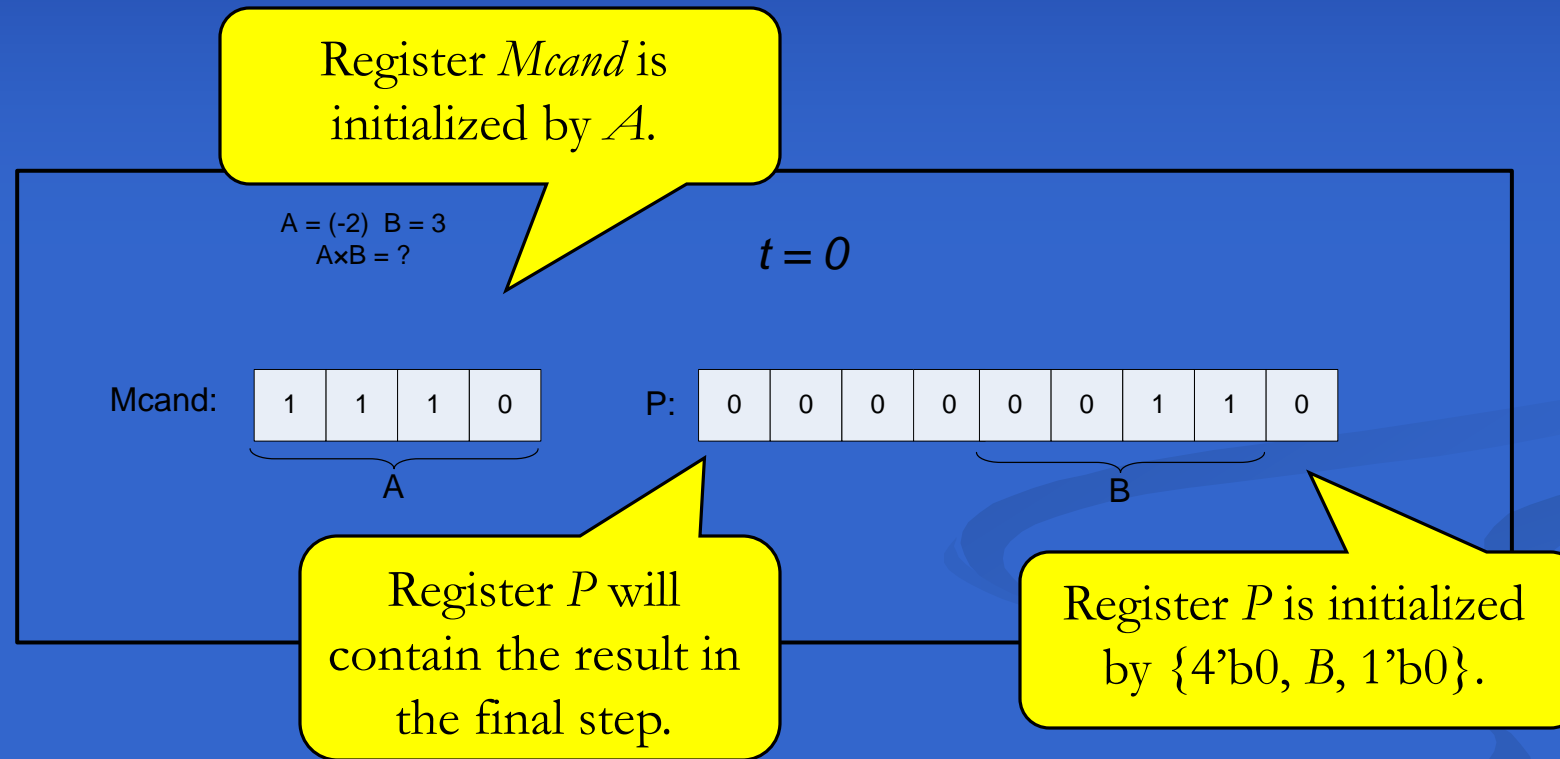 Register Mcand is
initialized by A.
A = (-2) B = 3
A×B = ?
t = 0
Mcand: 1 1 1 0 P: 0 0 0 0 0 0 1 1 0
A B
Register P will
contain the result in
the final step.
Register P is initialized
by {4’b0, B, 1’b0}.